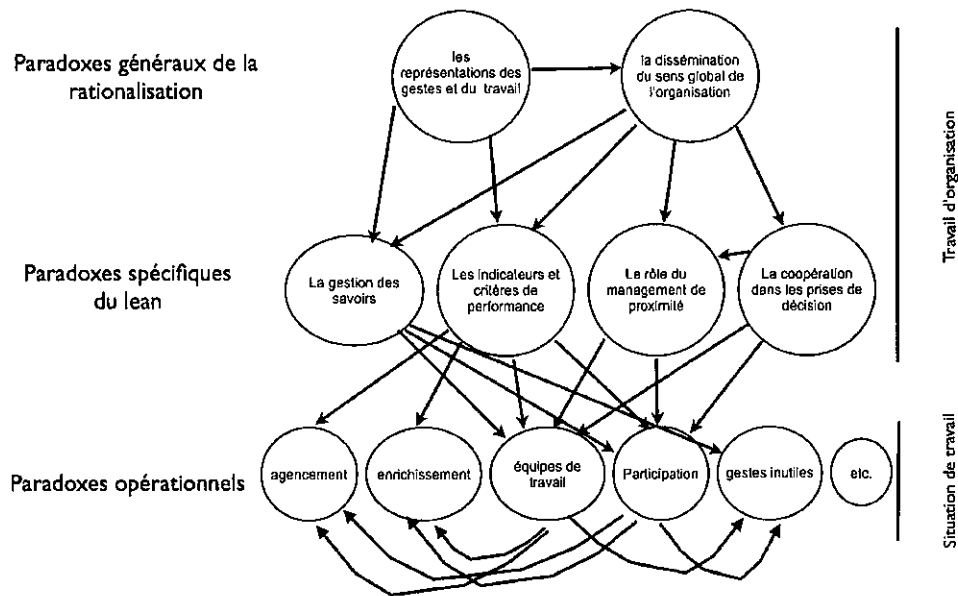 Paradoxes généraux de la
rationalisation
les
représentations des
gestes et du travail
la dissémination
du sens global de
l'organisation
Travail d'organisation
Paradoxes spécifiques
du lean
La gestion des
savoirs
Les indicateurs et
critères de
performance
Le rôle du
management de
proximité
La coopération
dans les prises de
décision
Paradoxes opérationnels
agencement
enrichissement
équipes de
travail
Participation
gestes inutiles
etc.
Situation de travail